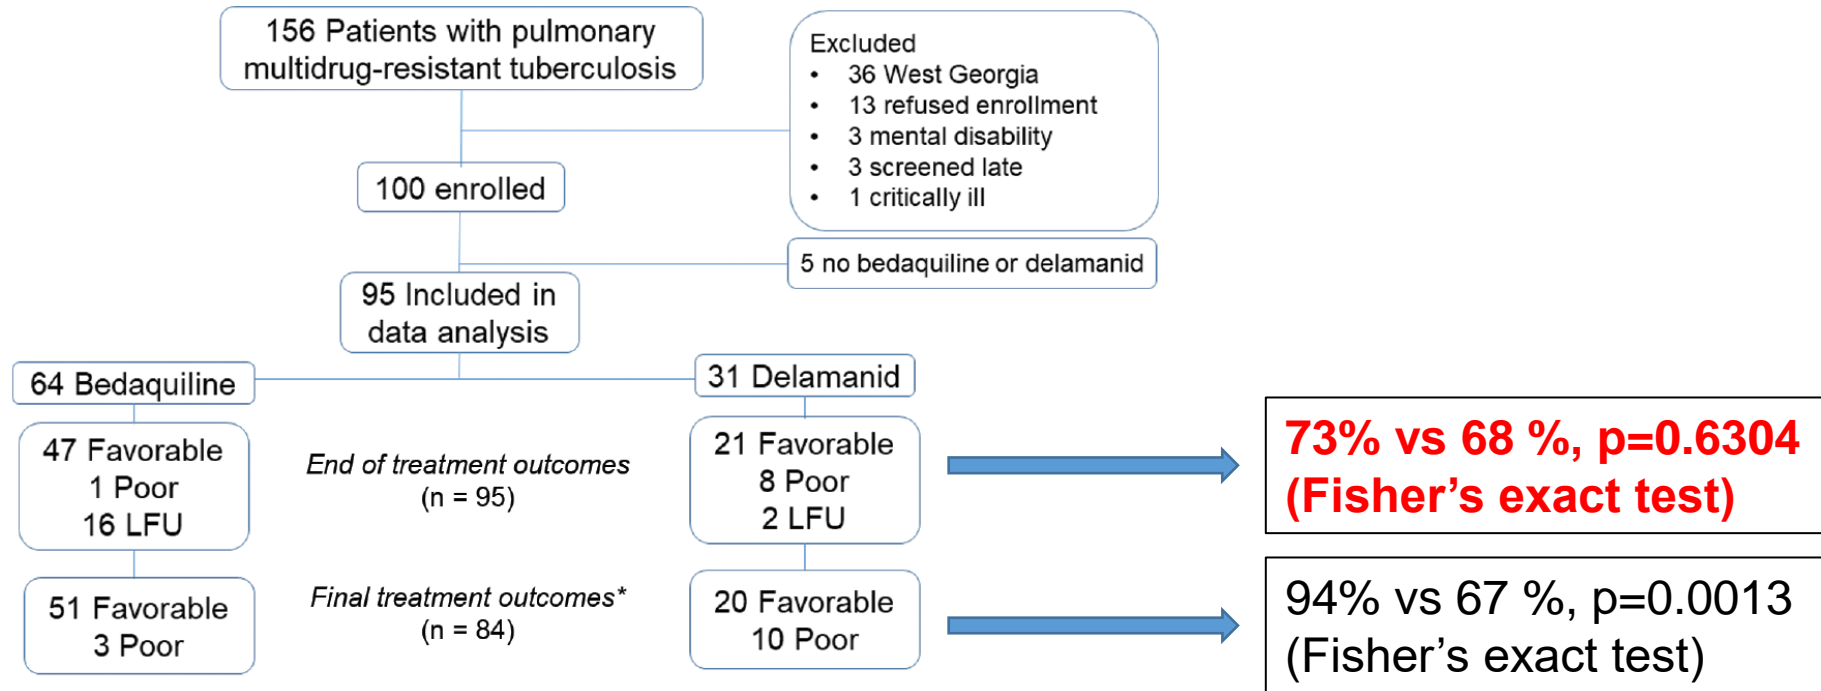 156 Patients with pulmonary
multidrug-resistant tuberculosis
Excluded
• 36 West Georgia
• 13 refused enrollment
• 3 mental disability
• 3 screened late
• 1 critically ill
100 enrolled
5 no bedaquiline or delamanid
95 Included in
data analysis
64 Bedaquiline
31 Delamanid
47 Favorable
1 Poor
16 LFU
End of treatment outcomes
(n = 95)
21 Favorable
8 Poor
2 LFU
73% vs 68 %, p=0.6304
(Fisher's exact test)
51 Favorable
3 Poor
Final treatment outcomes*
(n = 84)
20 Favorable
10 Poor
94% vs 67 %, p=0.0013
(Fisher's exact test)